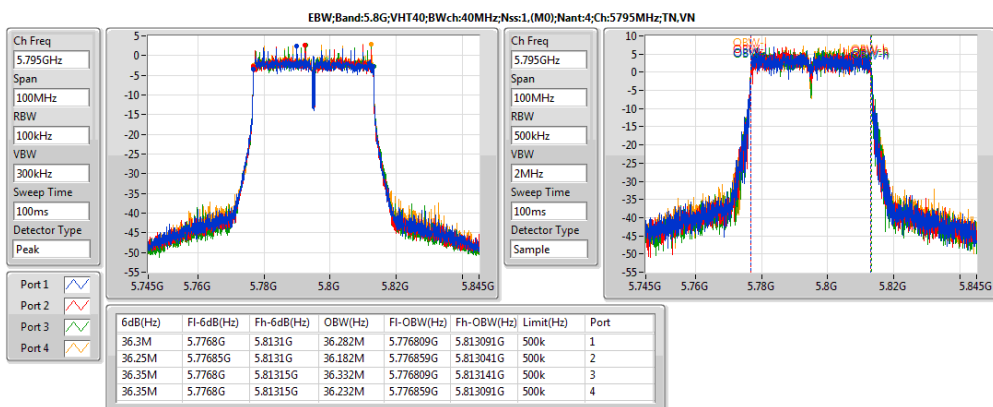 EBW;Band:5.8G;VHT40;BWch:40MHz;Nss:1,(M0);Nant:4;Ch:5795MHz;TN,VN
Ch Freq
5.795GHz
Span
100MHz
RBW
100kHz
VBW
300kHz
Sweep Time
100ms
Detector Type
Peak
5
0
-5
-10
-15
-20
-25
-30
-35
-40
-45
-50
-55
5.745G 5.76G 5.78G 5.8G 5.82G 5.845G
Ch Freq
5.795GHz
Span
100MHz
RBW
500kHz
VBW
2MHz
Sweep Time
100ms
Detector Type
Sample
10
5
0
-5
-10
-15
-20
-25
-30
-35
-40
-45
-50
-55
5.745G 5.76G 5.78G 5.8G 5.82G 5.845G
Port 1
Port 2
Port 3
Port 4
6dB(Hz) Fl-6dB(Hz) Fh-6dB(Hz) OBW(Hz) Fl-OBW(Hz) Fh-OBW(Hz) Limit(Hz) Port
36.3M 5.7768G 5.8131G 36.282M 5.776809G 5.813091G 500k 1
36.25M 5.77685G 5.8131G 36.182M 5.776859G 5.813041G 500k 2
36.35M 5.7768G 5.81315G 36.332M 5.776809G 5.813141G 500k 3
36.35M 5.7768G 5.81315G 36.232M 5.776859G 5.813091G 500k 4